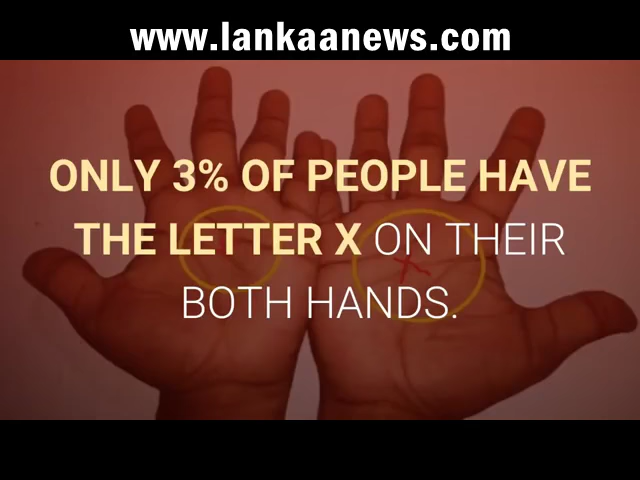 www.lankaanews.com
ONLY 3% OF PEOPLE HAVE
THE LETTER X ON THEIR
BOTH HANDS.